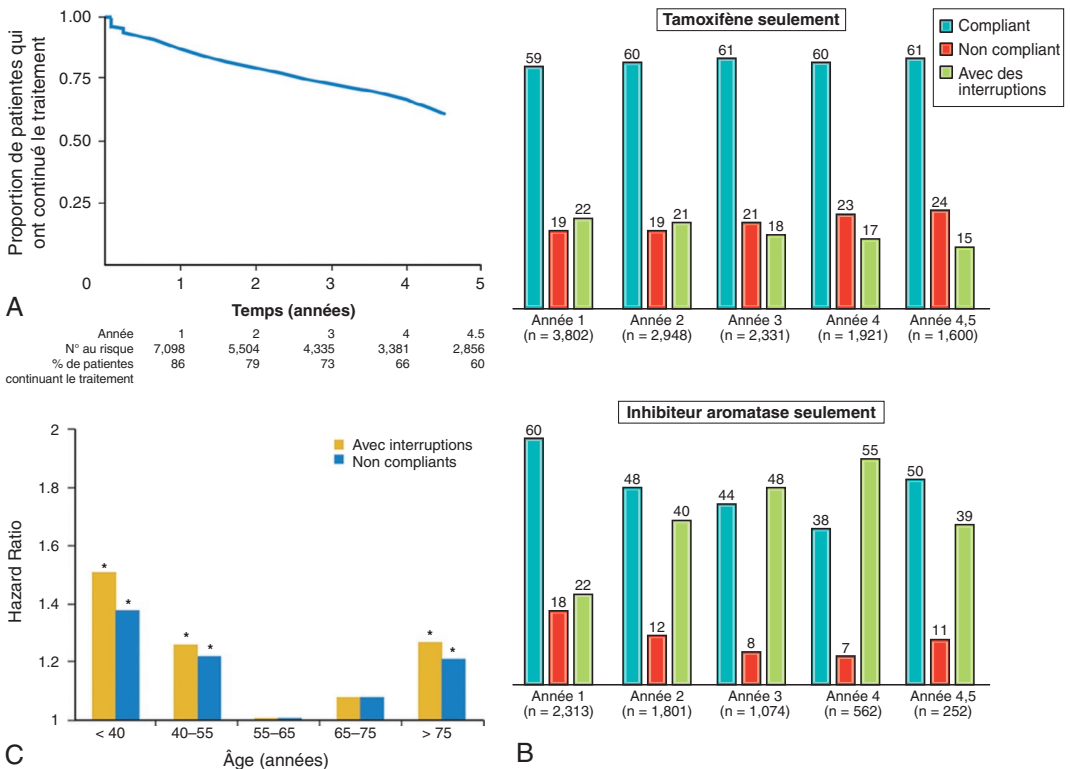 1.00
0.75
0.50
0.25
0
1 2 3 4 5
Proportion de patientes qui
ont continué le traitement
Temps (années)
A
Année 1 2 3 4 4.5
N° au risque 7,098 5,504 4,335 3,381 2,856
% de patientes 86 79 73 66 60
continuant le traitement
Tamoxifène seulement
Compliant
Non compliant
Avec des
interruptions
59 19 22 60 19 21 61 21 18 60 23 17 61 24 15
Année 1 Année 2 Année 3 Année 4 Année 4,5
(n = 3,802) (n = 2,948) (n = 2,331) (n = 1,921) (n = 1,600)
Inhibiteur aromatase seulement
60 18 22 48 12 40 44 8 48 38 7 55 50 11 39
Année 1 Année 2 Année 3 Année 4 Année 4,5
(n = 2,313) (n = 1,801) (n = 1,074) (n = 562) (n = 252)
B
2
1.8
1.6
1.4
1.2
1
Hazard Ratio
Avec interruptions
Non compliants
* * * * * *
< 40 40–55 55–65 65–75 > 75
Âge (années)
C